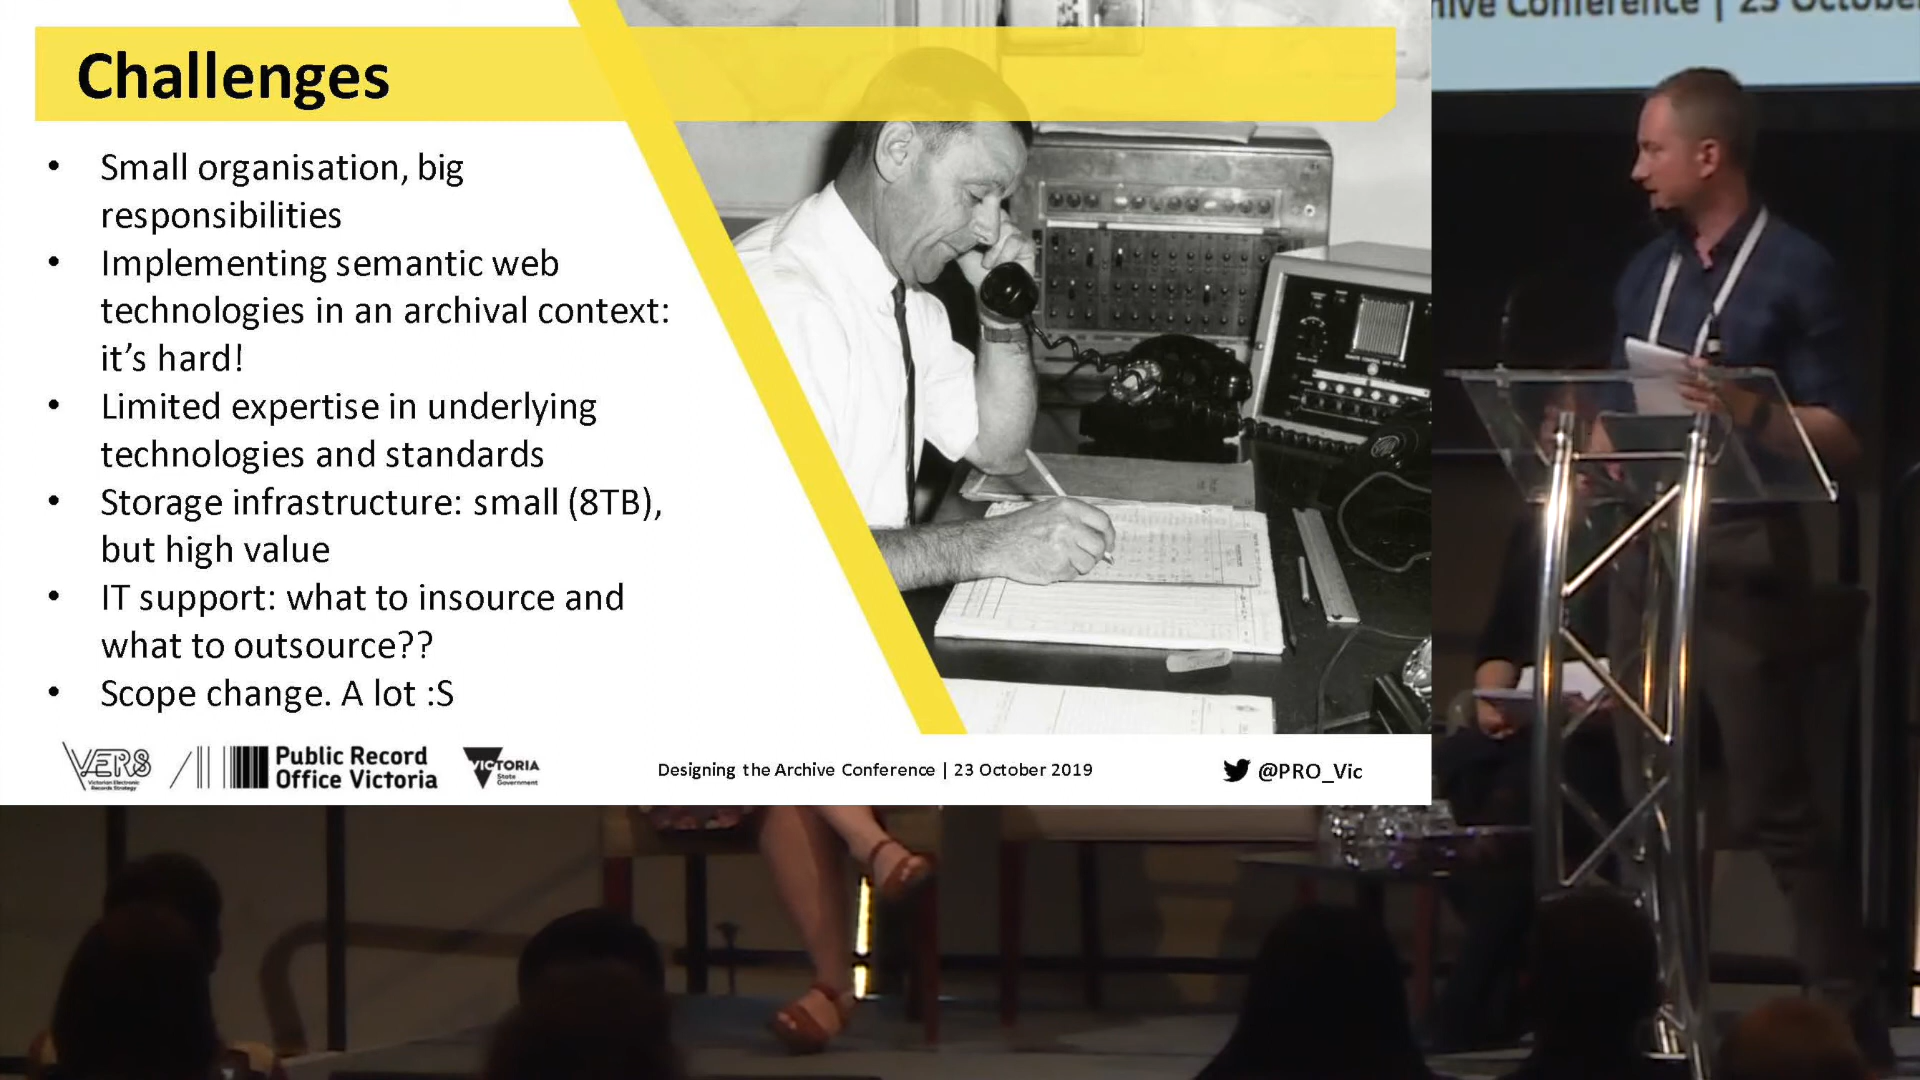 Challenges
• Small organisation, big
responsibilities
• Implementing semantic web
technologies in an archival context:
it's hard!
• Limited expertise in underlying
technologies and standards
• Storage infrastructure: small (8TB),
but high value
• IT support: what to insource and
what to outsource??
• Scope change. A lot :S
VERS
Victorian Electronic
Records Strategy
Public Record
Office Victoria
VICTORIA
State
Government
Designing the Archive Conference | 23 October 2019
@PRO_Vic
Conference | 23 October